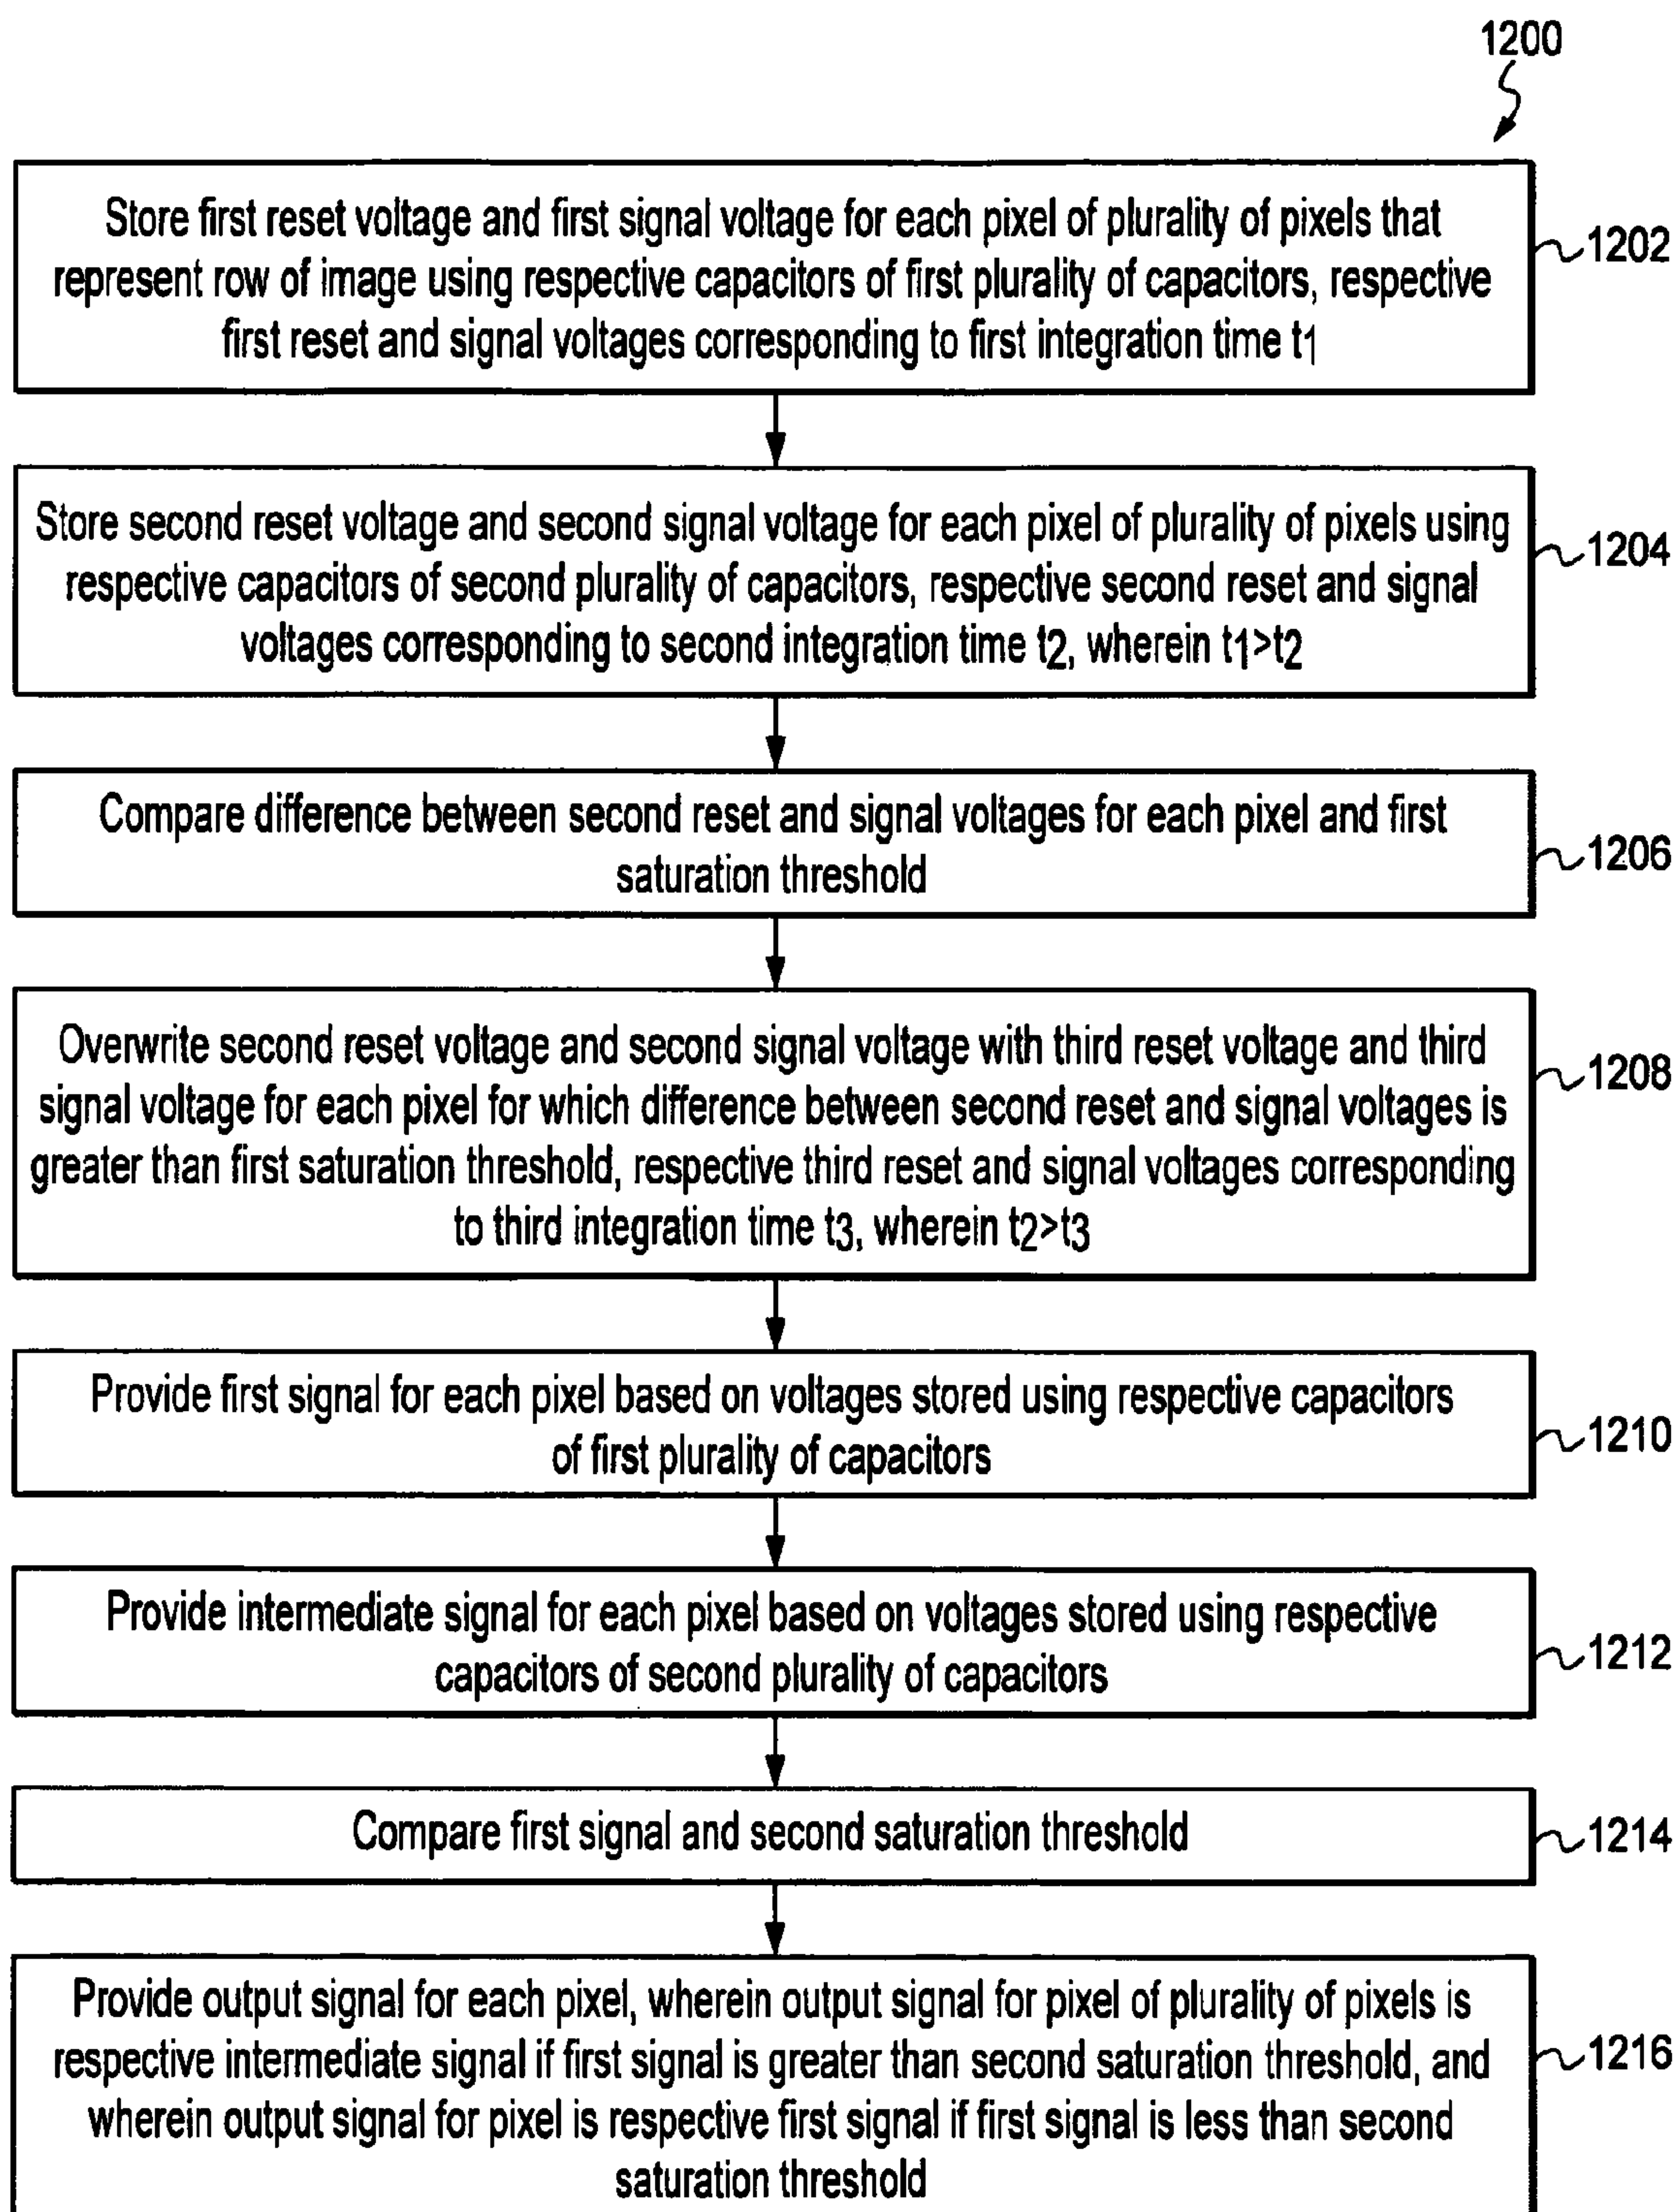 1200
Store first reset voltage and first signal voltage for each pixel of plurality of pixels that
represent row of image using respective capacitors of first plurality of capacitors, respective
first reset and signal voltages corresponding to first integration time t1
1202
Store second reset voltage and second signal voltage for each pixel of plurality of pixels using
respective capacitors of second plurality of capacitors, respective second reset and signal
voltages corresponding to second integration time t2, wherein t1>t2
1204
Compare difference between second reset and signal voltages for each pixel and first
saturation threshold
1206
Overwrite second reset voltage and second signal voltage with third reset voltage and third
signal voltage for each pixel for which difference between second reset and signal voltages is
greater than first saturation threshold, respective third reset and signal voltages corresponding
to third integration time t3, wherein t2>t3
1208
Provide first signal for each pixel based on voltages stored using respective capacitors
of first plurality of capacitors
1210
Provide intermediate signal for each pixel based on voltages stored using respective
capacitors of second plurality of capacitors
1212
Compare first signal and second saturation threshold
1214
Provide output signal for each pixel, wherein output signal for pixel of plurality of pixels is
respective intermediate signal if first signal is greater than second saturation threshold, and
wherein output signal for pixel is respective first signal if first signal is less than second
saturation threshold
1216